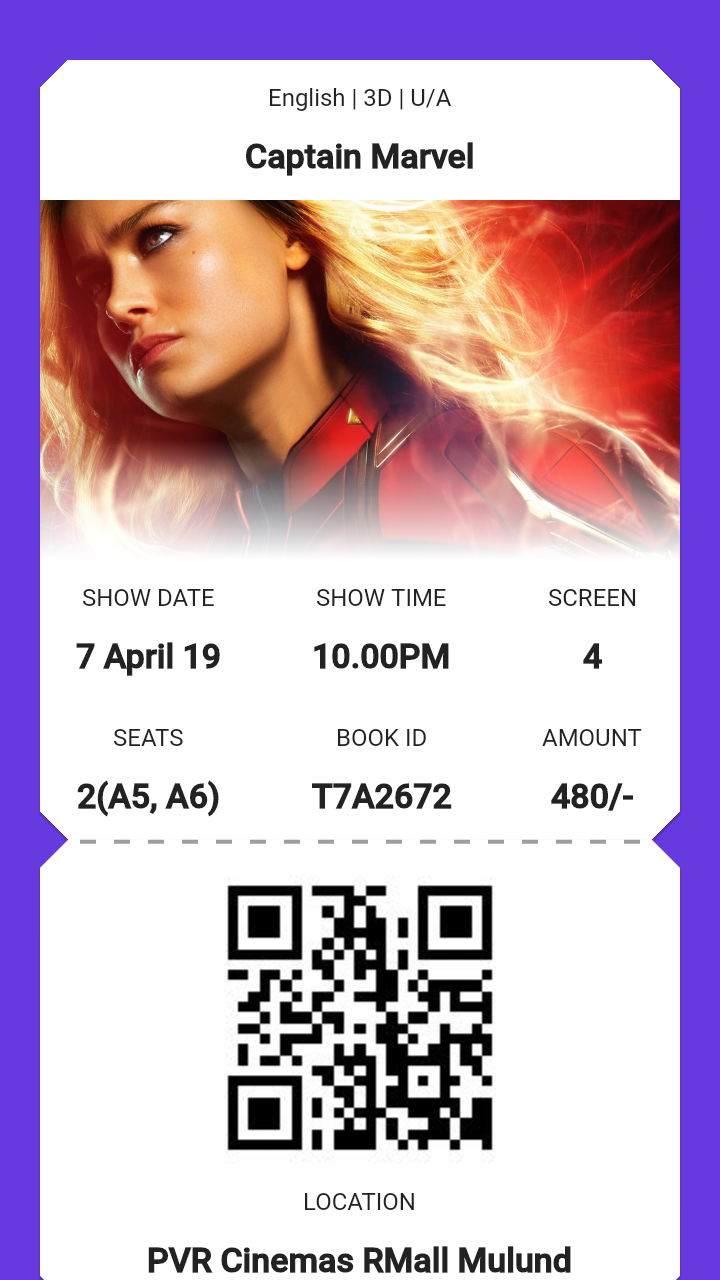 English | 3D | U/A
Captain Marvel
SHOW DATE SHOW TIME SCREEN
7 April 19 10.00PM 4
SEATS BOOK ID AMOUNT
2(A5, A6) T7A2672 480/-
LOCATION
PVR Cinemas RMall Mulund